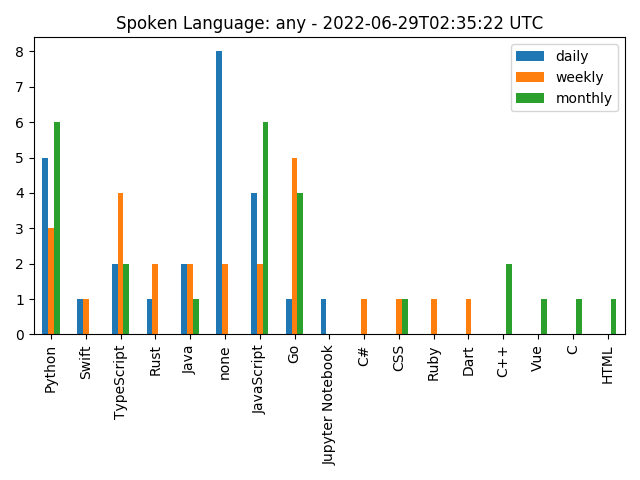 Spoken Language: any - 2022-06-29T02:35:22 UTC
daily
weekly
monthly
8
7
6
5
4
3
2
1
0
Python
Swift
TypeScript
Rust
Java
none
JavaScript
Go
Jupyter Notebook
C#
CSS
Ruby
Dart
C++
Vue
C
HTML